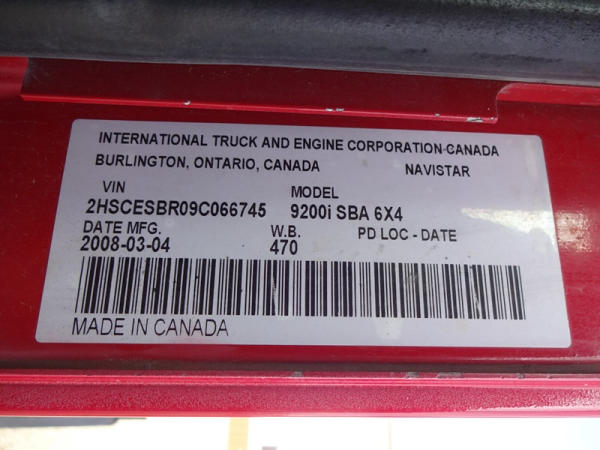 INTERNATIONAL TRUCK AND ENGINE CORPORATION-CANADA
BURLINGTON, ONTARIO, CANADA NAVISTAR
VIN MODEL
2HSCESBR09C066745 9200i SBA 6X4
DATE MFG. W.B. PD LOC - DATE
2008-03-04 470
MADE IN CANADA